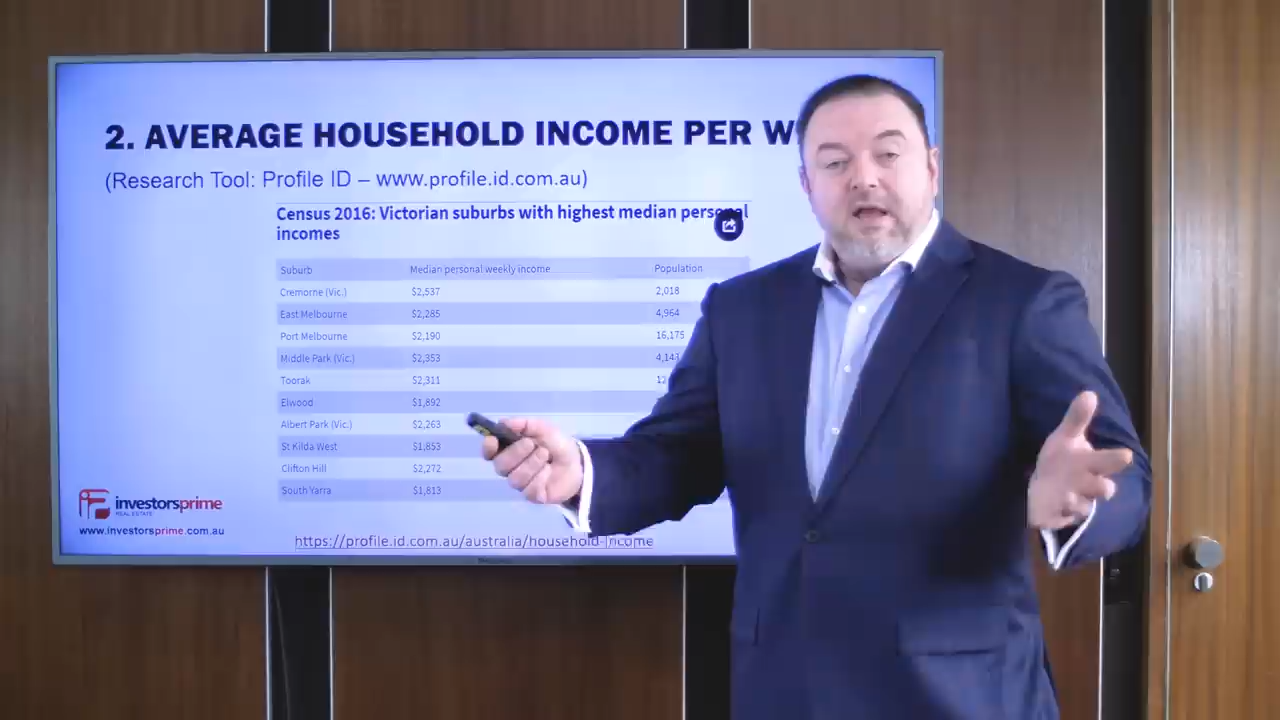 2. AVERAGE HOUSEHOLD INCOME PER W
(Research Tool: Profile ID – www.profile.id.com.au)
Census 2016: Victorian suburbs with highest median personal
incomes
Suburb Median personal weekly income Population
Cremorne (Vic.) $2,537 2,018
East Melbourne $2,285 4,964
Port Melbourne $2,190 16,175
Middle Park (Vic.) $2,353
Toorak $2,311
Elwood $1,892
Albert Park (Vic.) $2,263
St Kilda West $1,853
Clifton Hill $2,272
South Yarra $1,813
investorsprime
REAL ESTATE
www.investorsprime.com.au
https://profile.id.com.au/australia/household-income